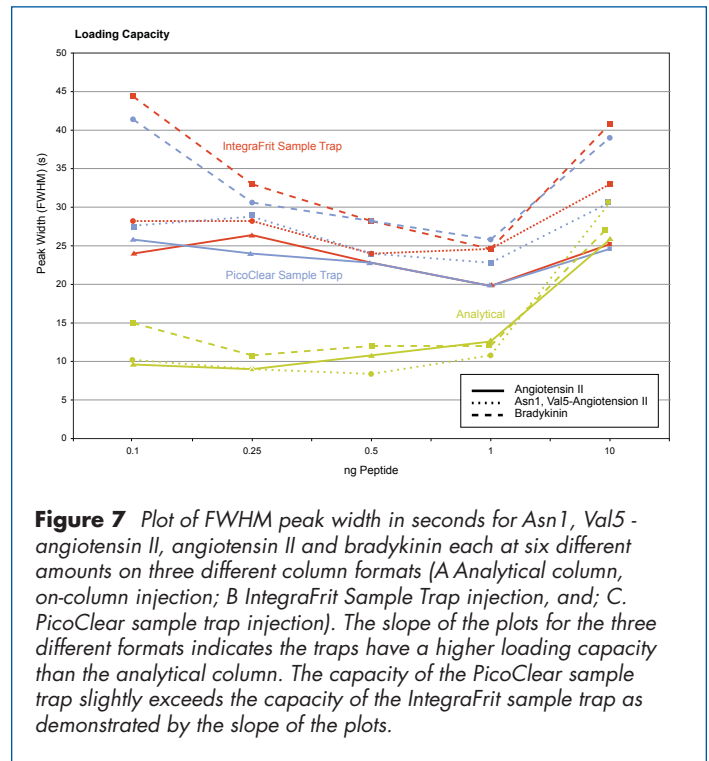 Loading Capacity
50
45
40
35
30
25
20
15
10
5
0
Peak Width (FWHM) (s)
IntegraFrit Sample Trap
PicoClear Sample Trap
Analytical
Angiotensin II
Asn1, Val5-Angiotension II
Bradykinin
0.1
0.25
0.5
1
10
ng Peptide
Figure 7 Plot of FWHM peak width in seconds for Asn1, Val5 -
angiotensin II, angiotensin II and bradykinin each at six different
amounts on three different column formats (A Analytical column,
on-column injection; B IntegraFrit Sample Trap injection, and; C.
PicoClear sample trap injection). The slope of the plots for the three
different formats indicates the traps have a higher loading capacity
than the analytical column. The capacity of the PicoClear sample
trap slightly exceeds the capacity of the IntegraFrit sample trap as
demonstrated by the slope of the plots.